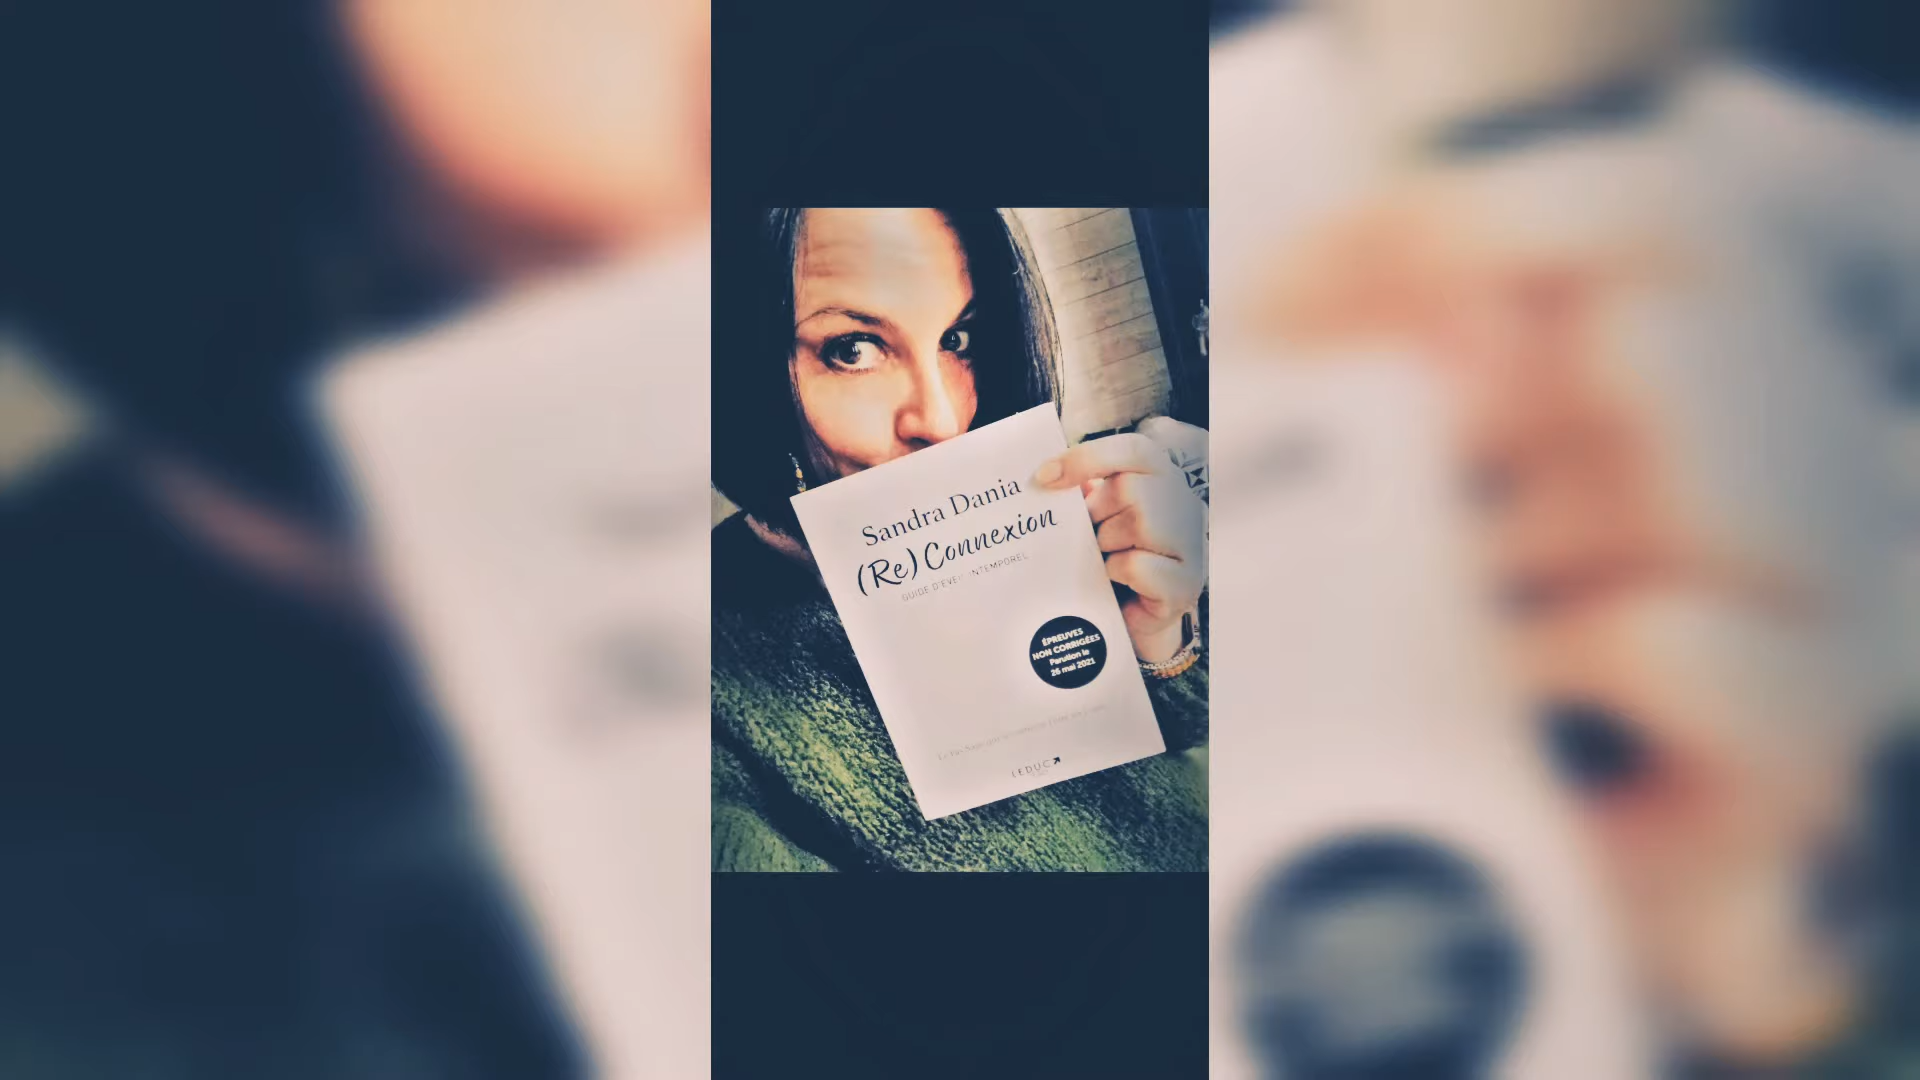 Sandra Dania
(Re) Connexion
GUIDE D'ÉVEIL INTEMPOREL
ÉPREUVES
NON CORRIGÉES
Parution le
26 mai 2021
LEDUC